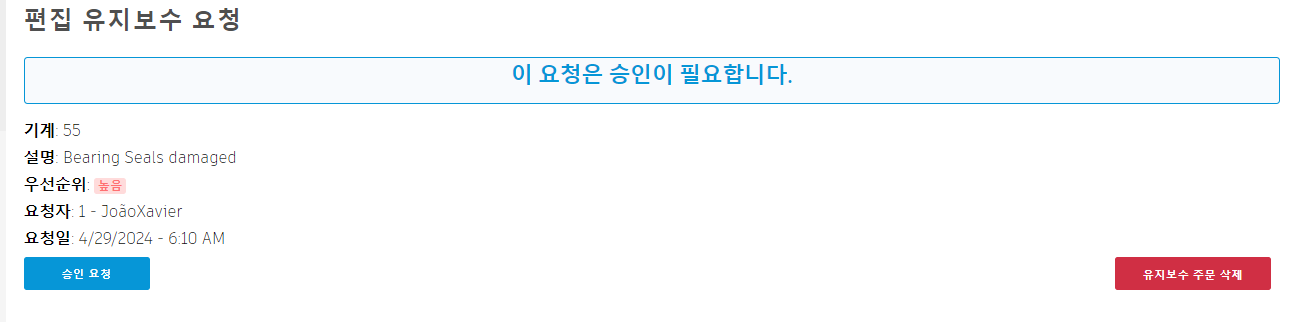 편집 유지보수 요청
이 요청은 승인이 필요합니다.
기계: 55
설명: Bearing Seals damaged
우선순위: 높음
요청자: 1 - JoãoXavier
요청일: 4/29/2024 - 6:10 AM
승인 요청
유지보수 주문 삭제